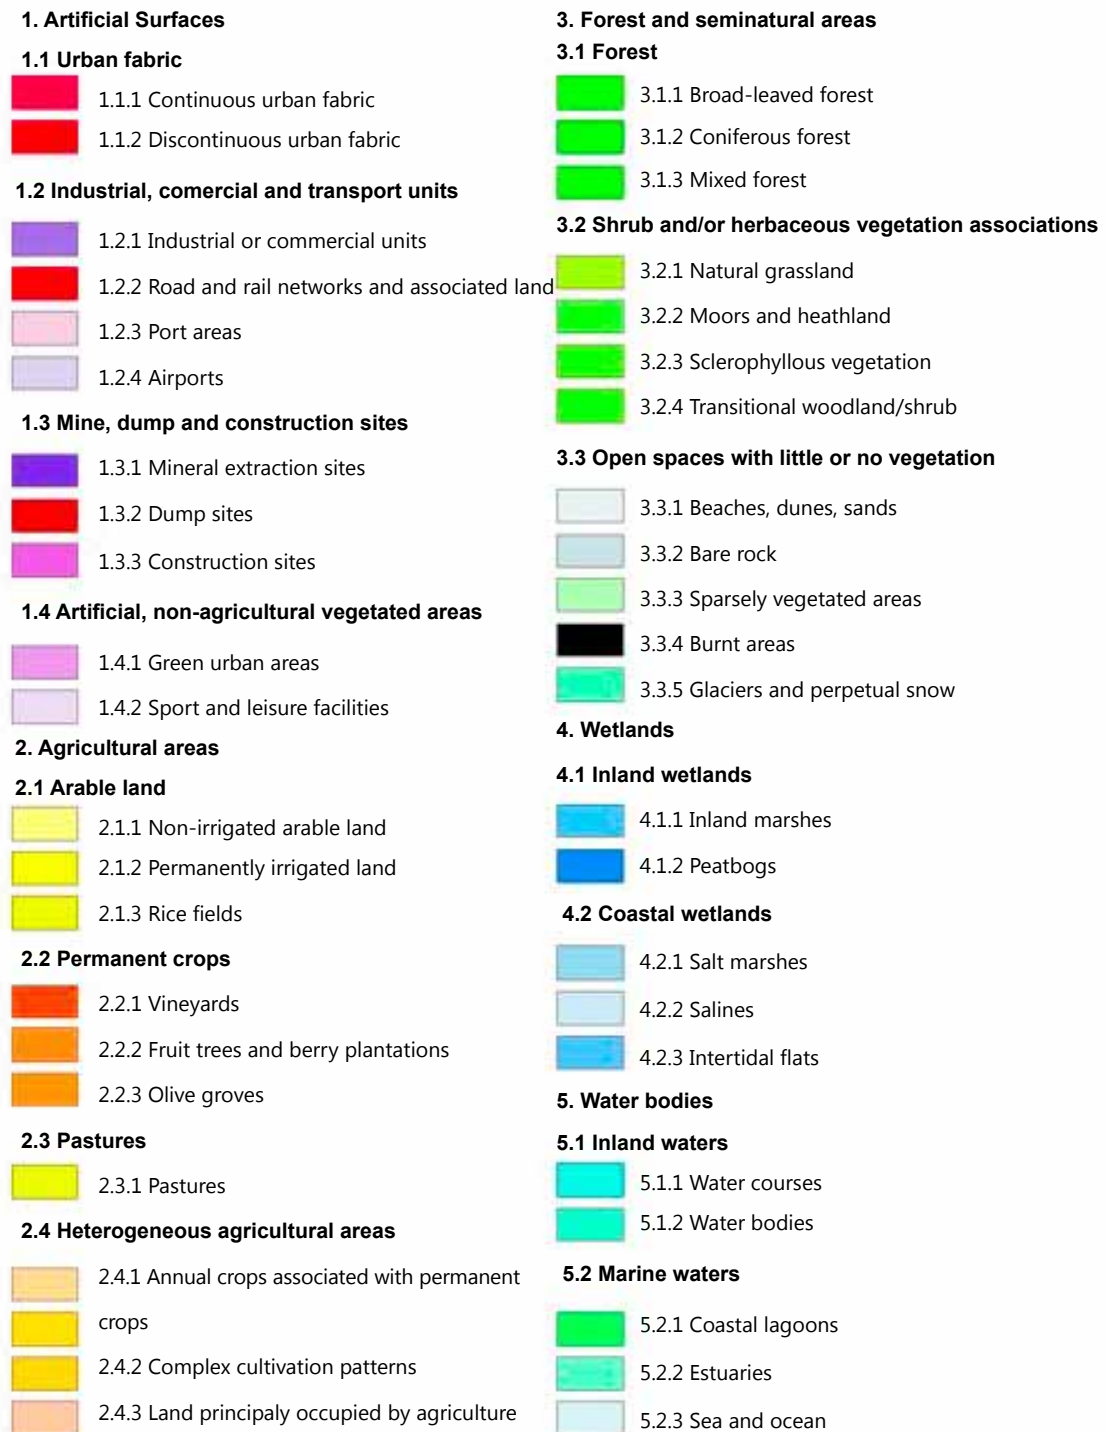 1. Artificial Surfaces
1.1 Urban fabric
1.1.1 Continuous urban fabric
1.1.2 Discontinuous urban fabric
1.2 Industrial, comercial and transport units
1.2.1 Industrial or commercial units
1.2.2 Road and rail networks and associated land
1.2.3 Port areas
1.2.4 Airports
1.3 Mine, dump and construction sites
1.3.1 Mineral extraction sites
1.3.2 Dump sites
1.3.3 Construction sites
1.4 Artificial, non-agricultural vegetated areas
1.4.1 Green urban areas
1.4.2 Sport and leisure facilities
2. Agricultural areas
2.1 Arable land
2.1.1 Non-irrigated arable land
2.1.2 Permanently irrigated land
2.1.3 Rice fields
2.2 Permanent crops
2.2.1 Vineyards
2.2.2 Fruit trees and berry plantations
2.2.3 Olive groves
2.3 Pastures
2.3.1 Pastures
2.4 Heterogeneous agricultural areas
2.4.1 Annual crops associated with permanent
crops
2.4.2 Complex cultivation patterns
2.4.3 Land principaly occupied by agriculture
3. Forest and seminatural areas
3.1 Forest
3.1.1 Broad-leaved forest
3.1.2 Coniferous forest
3.1.3 Mixed forest
3.2 Shrub and/or herbaceous vegetation associations
3.2.1 Natural grassland
3.2.2 Moors and heathland
3.2.3 Sclerophyllous vegetation
3.2.4 Transitional woodland/shrub
3.3 Open spaces with little or no vegetation
3.3.1 Beaches, dunes, sands
3.3.2 Bare rock
3.3.3 Sparsely vegetated areas
3.3.4 Burnt areas
3.3.5 Glaciers and perpetual snow
4. Wetlands
4.1 Inland wetlands
4.1.1 Inland marshes
4.1.2 Peatbogs
4.2 Coastal wetlands
4.2.1 Salt marshes
4.2.2 Salines
4.2.3 Intertidal flats
5. Water bodies
5.1 Inland waters
5.1.1 Water courses
5.1.2 Water bodies
5.2 Marine waters
5.2.1 Coastal lagoons
5.2.2 Estuaries
5.2.3 Sea and ocean